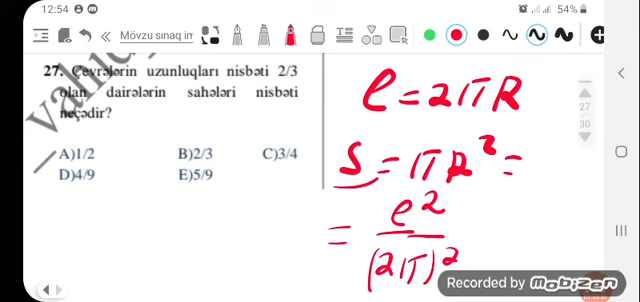 12:54
54%
Mövzu sınaq im
27. Çevrələrin uzunluqları nisbəti 2/3
olan dairələrin sahələri nisbəti
neçədir?
A)1/2 B)2/3 C)3/4
D)4/9 E)5/9
ℓ = 2πR
S = πR² =
= ℓ² / (2π)²
27
30
Recorded by mobizen